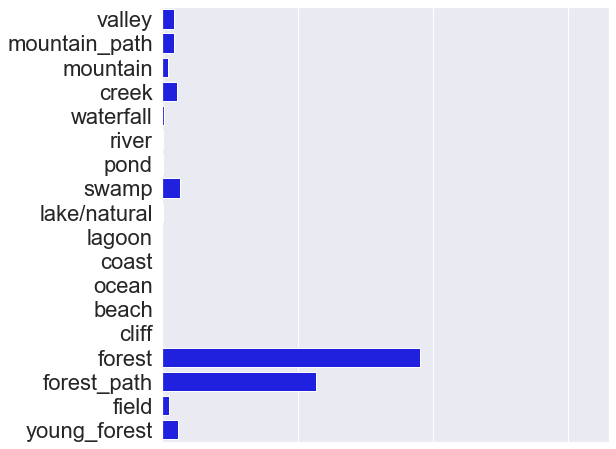 valley
mountain_path
mountain
creek
waterfall
river
pond
swamp
lake/natural
lagoon
coast
ocean
beach
cliff
forest
forest_path
field
young_forest